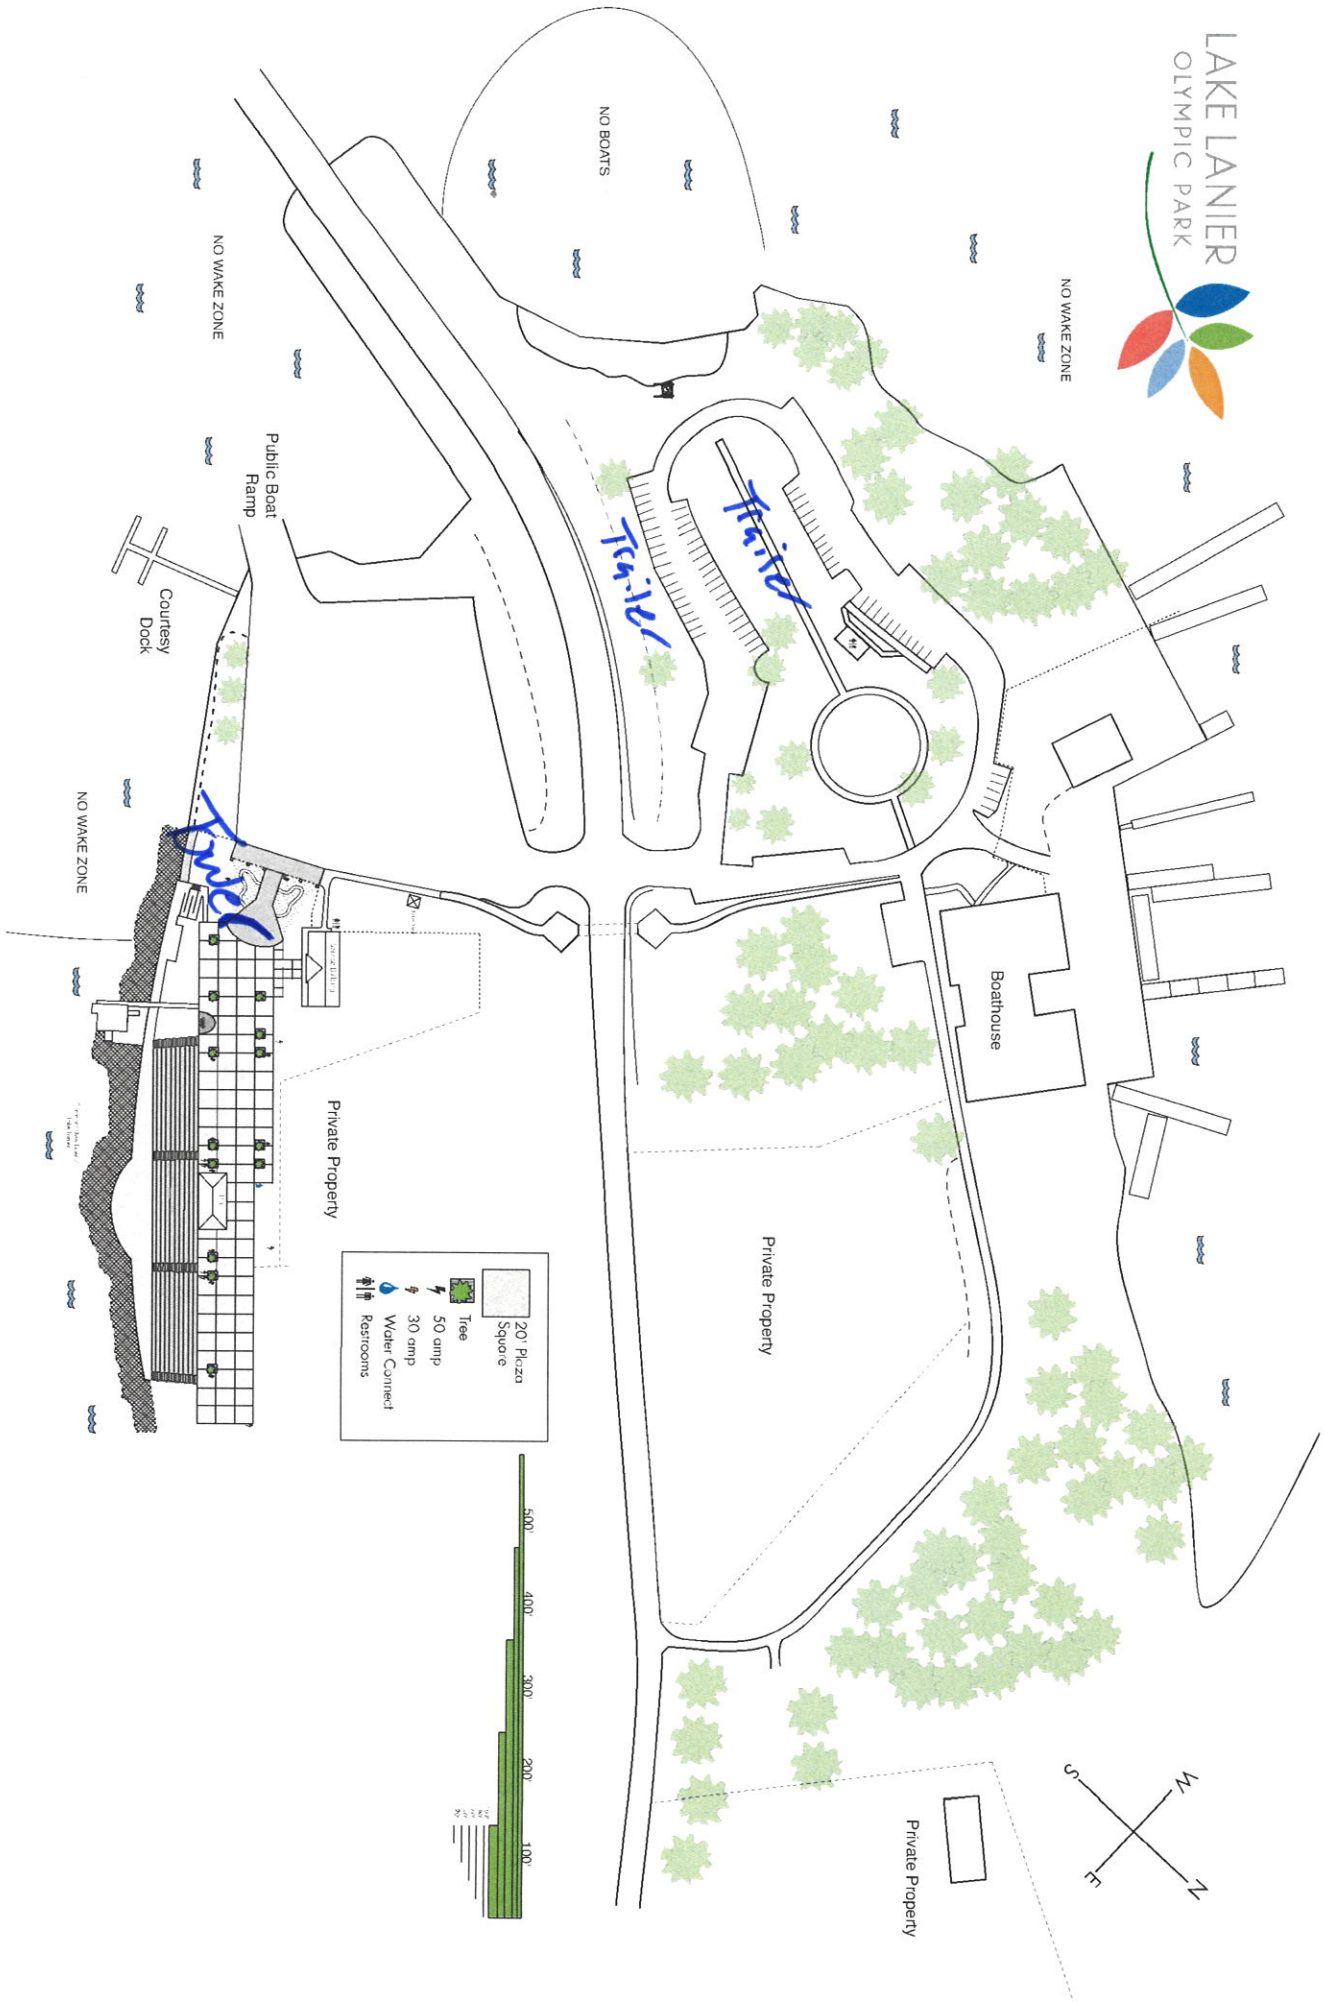 LAKE LANIER
OLYMPIC PARK
NO WAKE ZONE
NO BOATS
NO WAKE ZONE
Public Boat
Ramp
Courtesy
Dock
NO WAKE ZONE
Trailer
Trailer
Tower
Boathouse
Private Property
Private Property
Private Property
20' Plaza
Square
Tree
50 amp
30 amp
Water Connect
Restrooms
500'
400'
300'
200'
100'
N
S
E
W